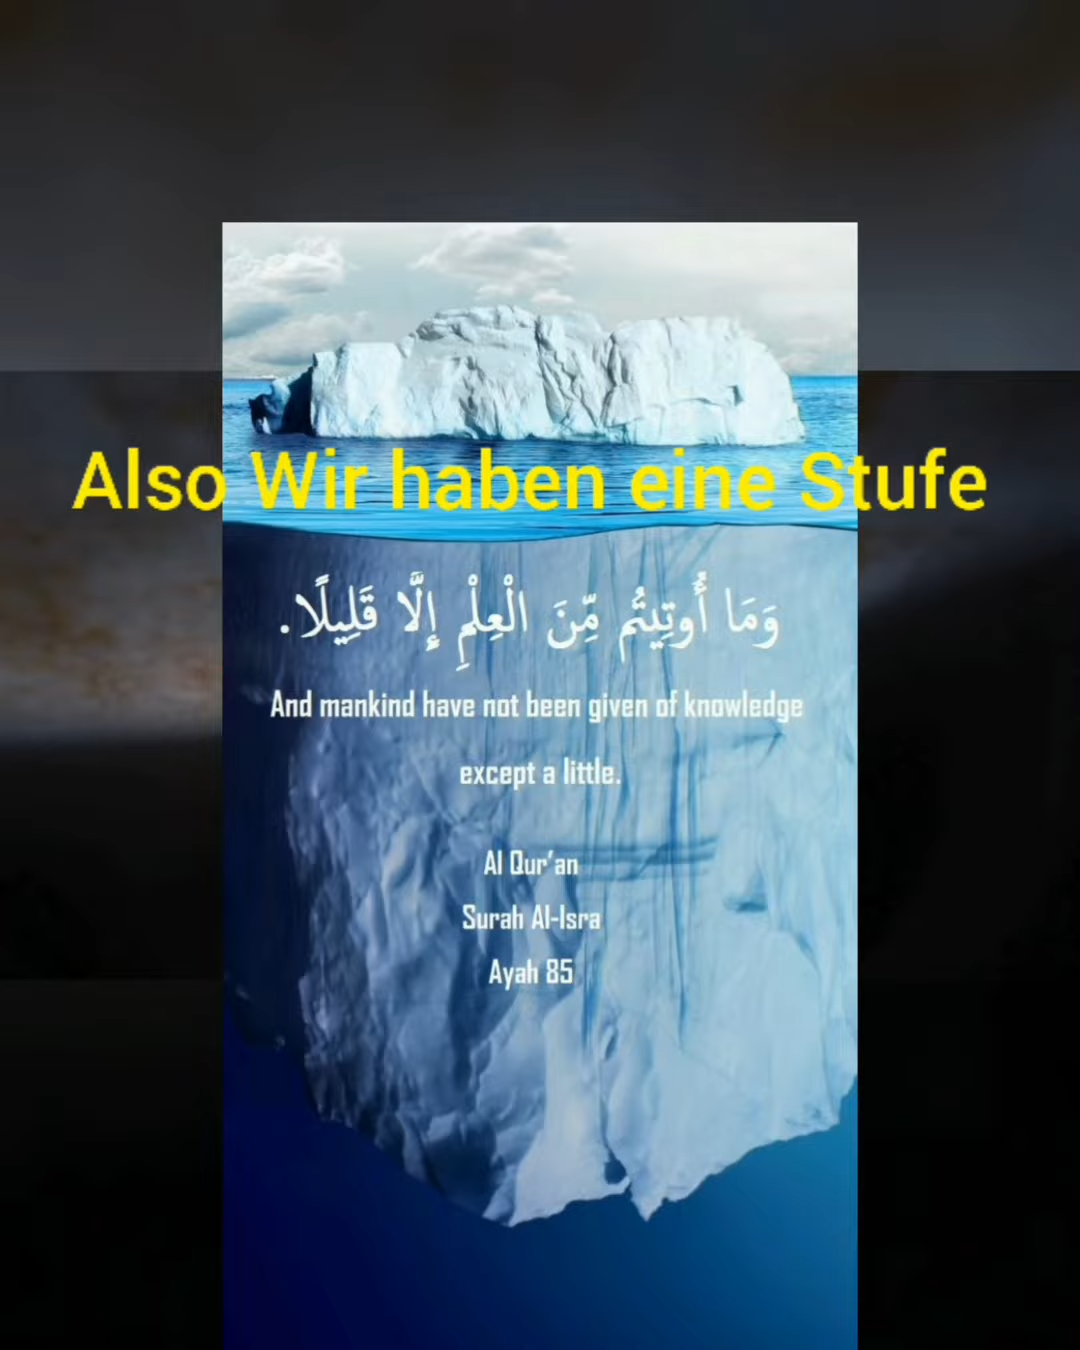 Also Wir haben eine Stufe
وَمَا أُوتِيتُم مِّنَ الْعِلْمِ إِلَّا قَلِيلًا.
And mankind have not been given of knowledge
except a little.
Al Qur'an
Surah Al-Isra
Ayah 85